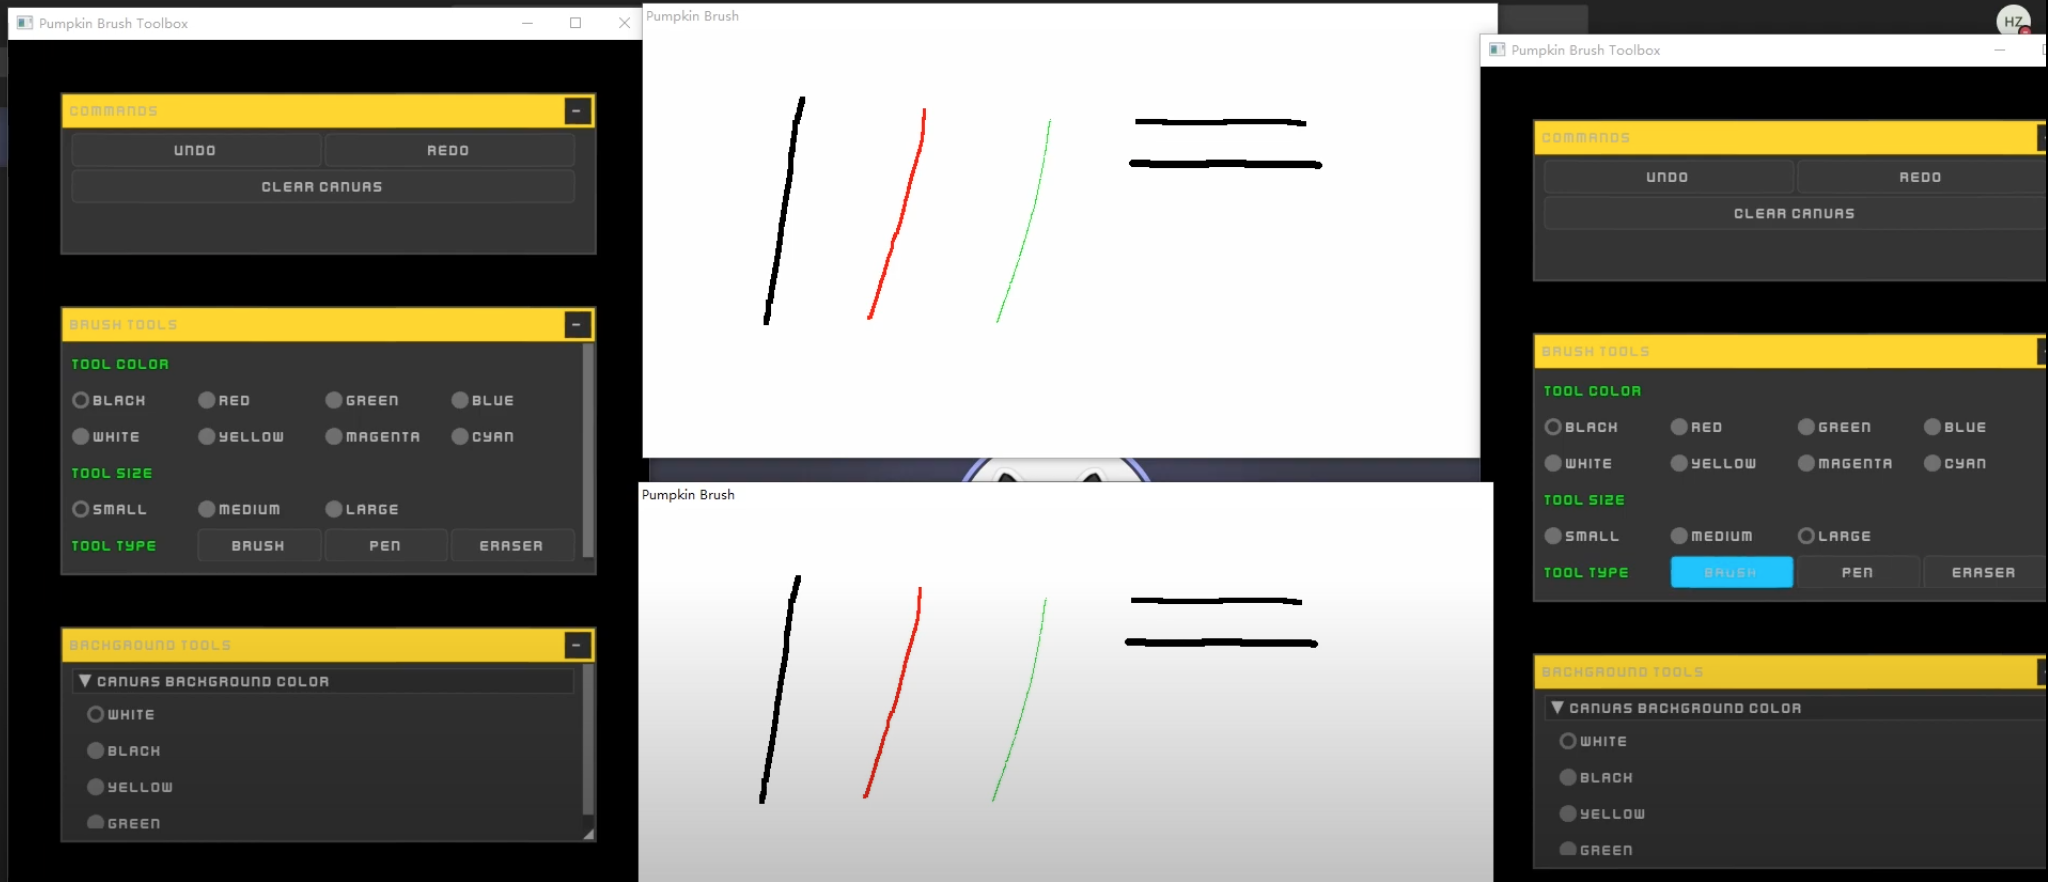 Pumpkin Brush Toolbox
COMMANDS
UNDO REDO
CLEAR CANVAS
BRUSH TOOLS
TOOL COLOR
BLACK RED GREEN BLUE
WHITE YELLOW MAGENTA CYAN
TOOL SIZE
SMALL MEDIUM LARGE
TOOL TYPE BRUSH PEN ERASER
BACKGROUND TOOLS
CANVAS BACKGROUND COLOR
WHITE
BLACK
YELLOW
GREEN
Pumpkin Brush
Pumpkin Brush
HZ
Pumpkin Brush Toolbox
COMMANDS
UNDO REDO
CLEAR CANVAS
BRUSH TOOLS
TOOL COLOR
BLACK RED GREEN BLUE
WHITE YELLOW MAGENTA CYAN
TOOL SIZE
SMALL MEDIUM LARGE
TOOL TYPE BRUSH PEN ERASER
BACKGROUND TOOLS
CANVAS BACKGROUND COLOR
WHITE
BLACK
YELLOW
GREEN